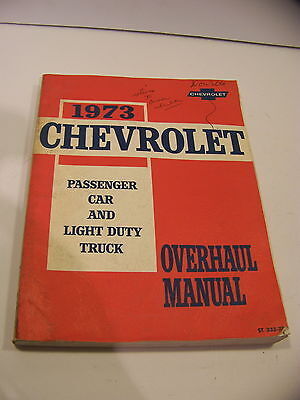 1973
CHEVROLET
CHEVROLET
PASSENGER
CAR
AND
LIGHT DUTY
TRUCK
OVERHAUL
MANUAL